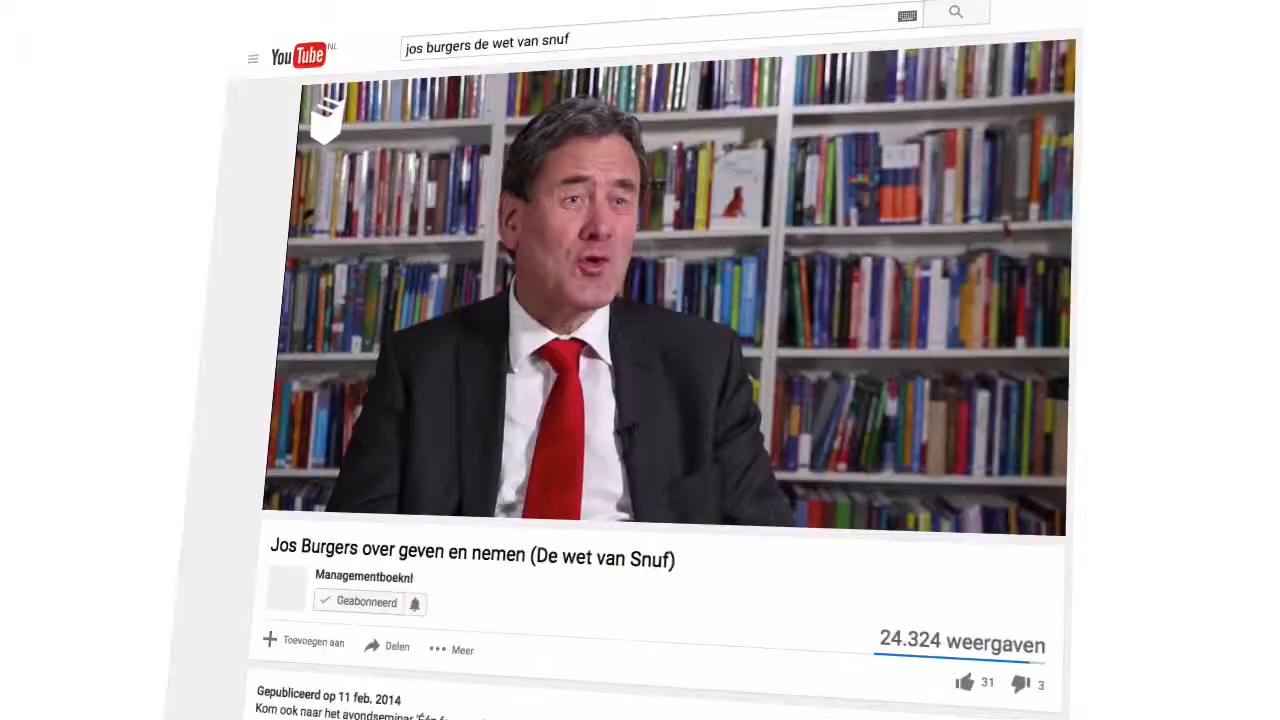 YouTube NL
jos burgers de wet van snuf
Jos Burgers over geven en nemen (De wet van Snuf)
Managementboeknl
Geabonneerd
Toevoegen aan
Delen
Meer
24.324 weergaven
31
3
Gepubliceerd op 11 feb. 2014
Kom ook naar het avondseminar 'Één